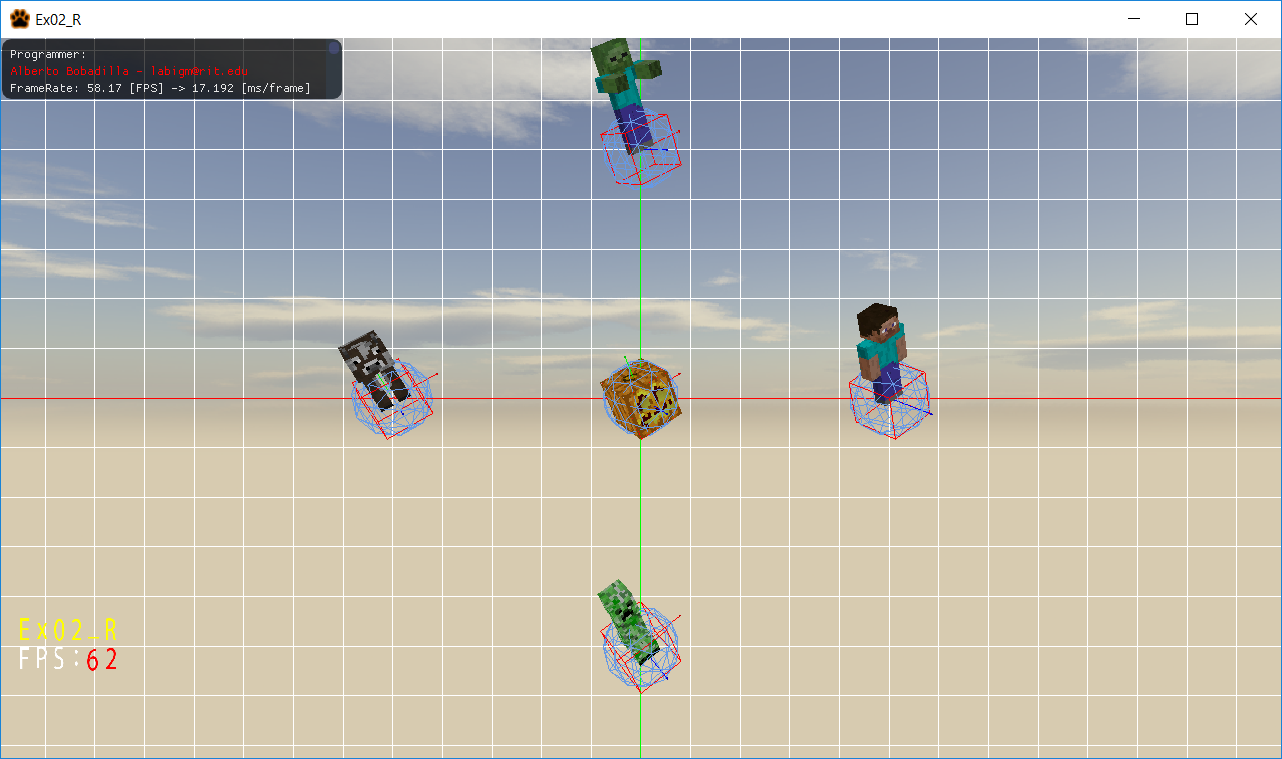 Ex02_R
Programmer:
Alberto Bobadilla - labigm@rit.edu
FrameRate: 58.17 [FPS] -> 17.192 [ms/frame]
Ex02_R
FPS:62